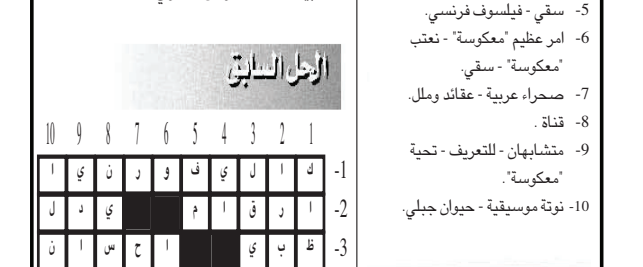 5- سقي - فيلسوف فرنسي.
6- امر عظيم "معكوسة" - نعتب
"معكوسة" - سقي.
7- صحراء عربية - عقائد وملل.
8- قناة .
9- متشابهان - للتعريف - تحية
"معكوسة".
10- نوتة موسيقية - حيوان جبلي.
الحل السابق
1 2 3 4 5 6 7 8 9 10
1- ك ا ل ي ف و ر ن ي ا
2- ا ر ق ا م ي د ل
3- ظ ب ي ا ح س ا ن